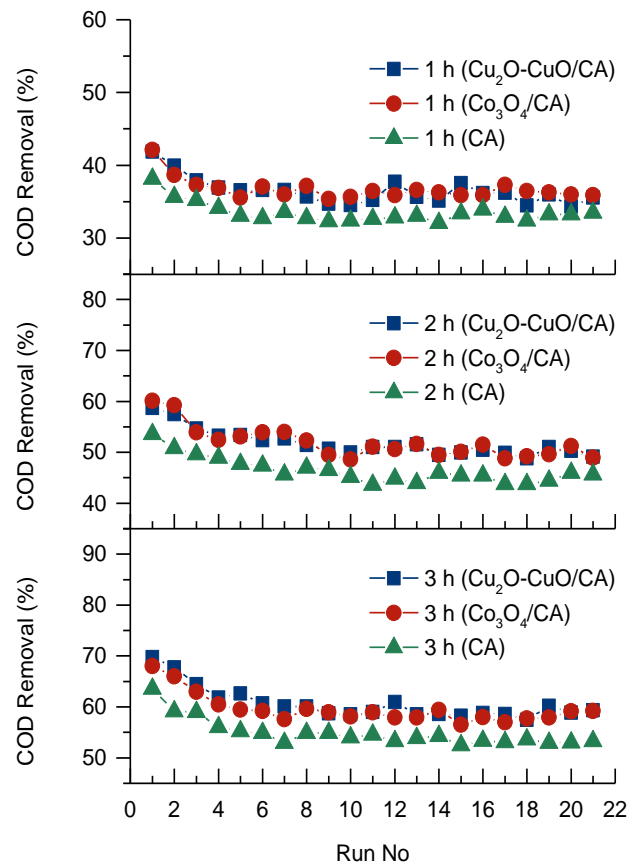 60
50
40
30
COD Removal (%)
1 h (Cu₂O-CuO/CA)
1 h (Co₃O₄/CA)
1 h (CA)
80
70
60
50
40
COD Removal (%)
2 h (Cu₂O-CuO/CA)
2 h (Co₃O₄/CA)
2 h (CA)
90
80
70
60
50
COD Removal (%)
3 h (Cu₂O-CuO/CA)
3 h (Co₃O₄/CA)
3 h (CA)
0 2 4 6 8 10 12 14 16 18 20 22
Run No